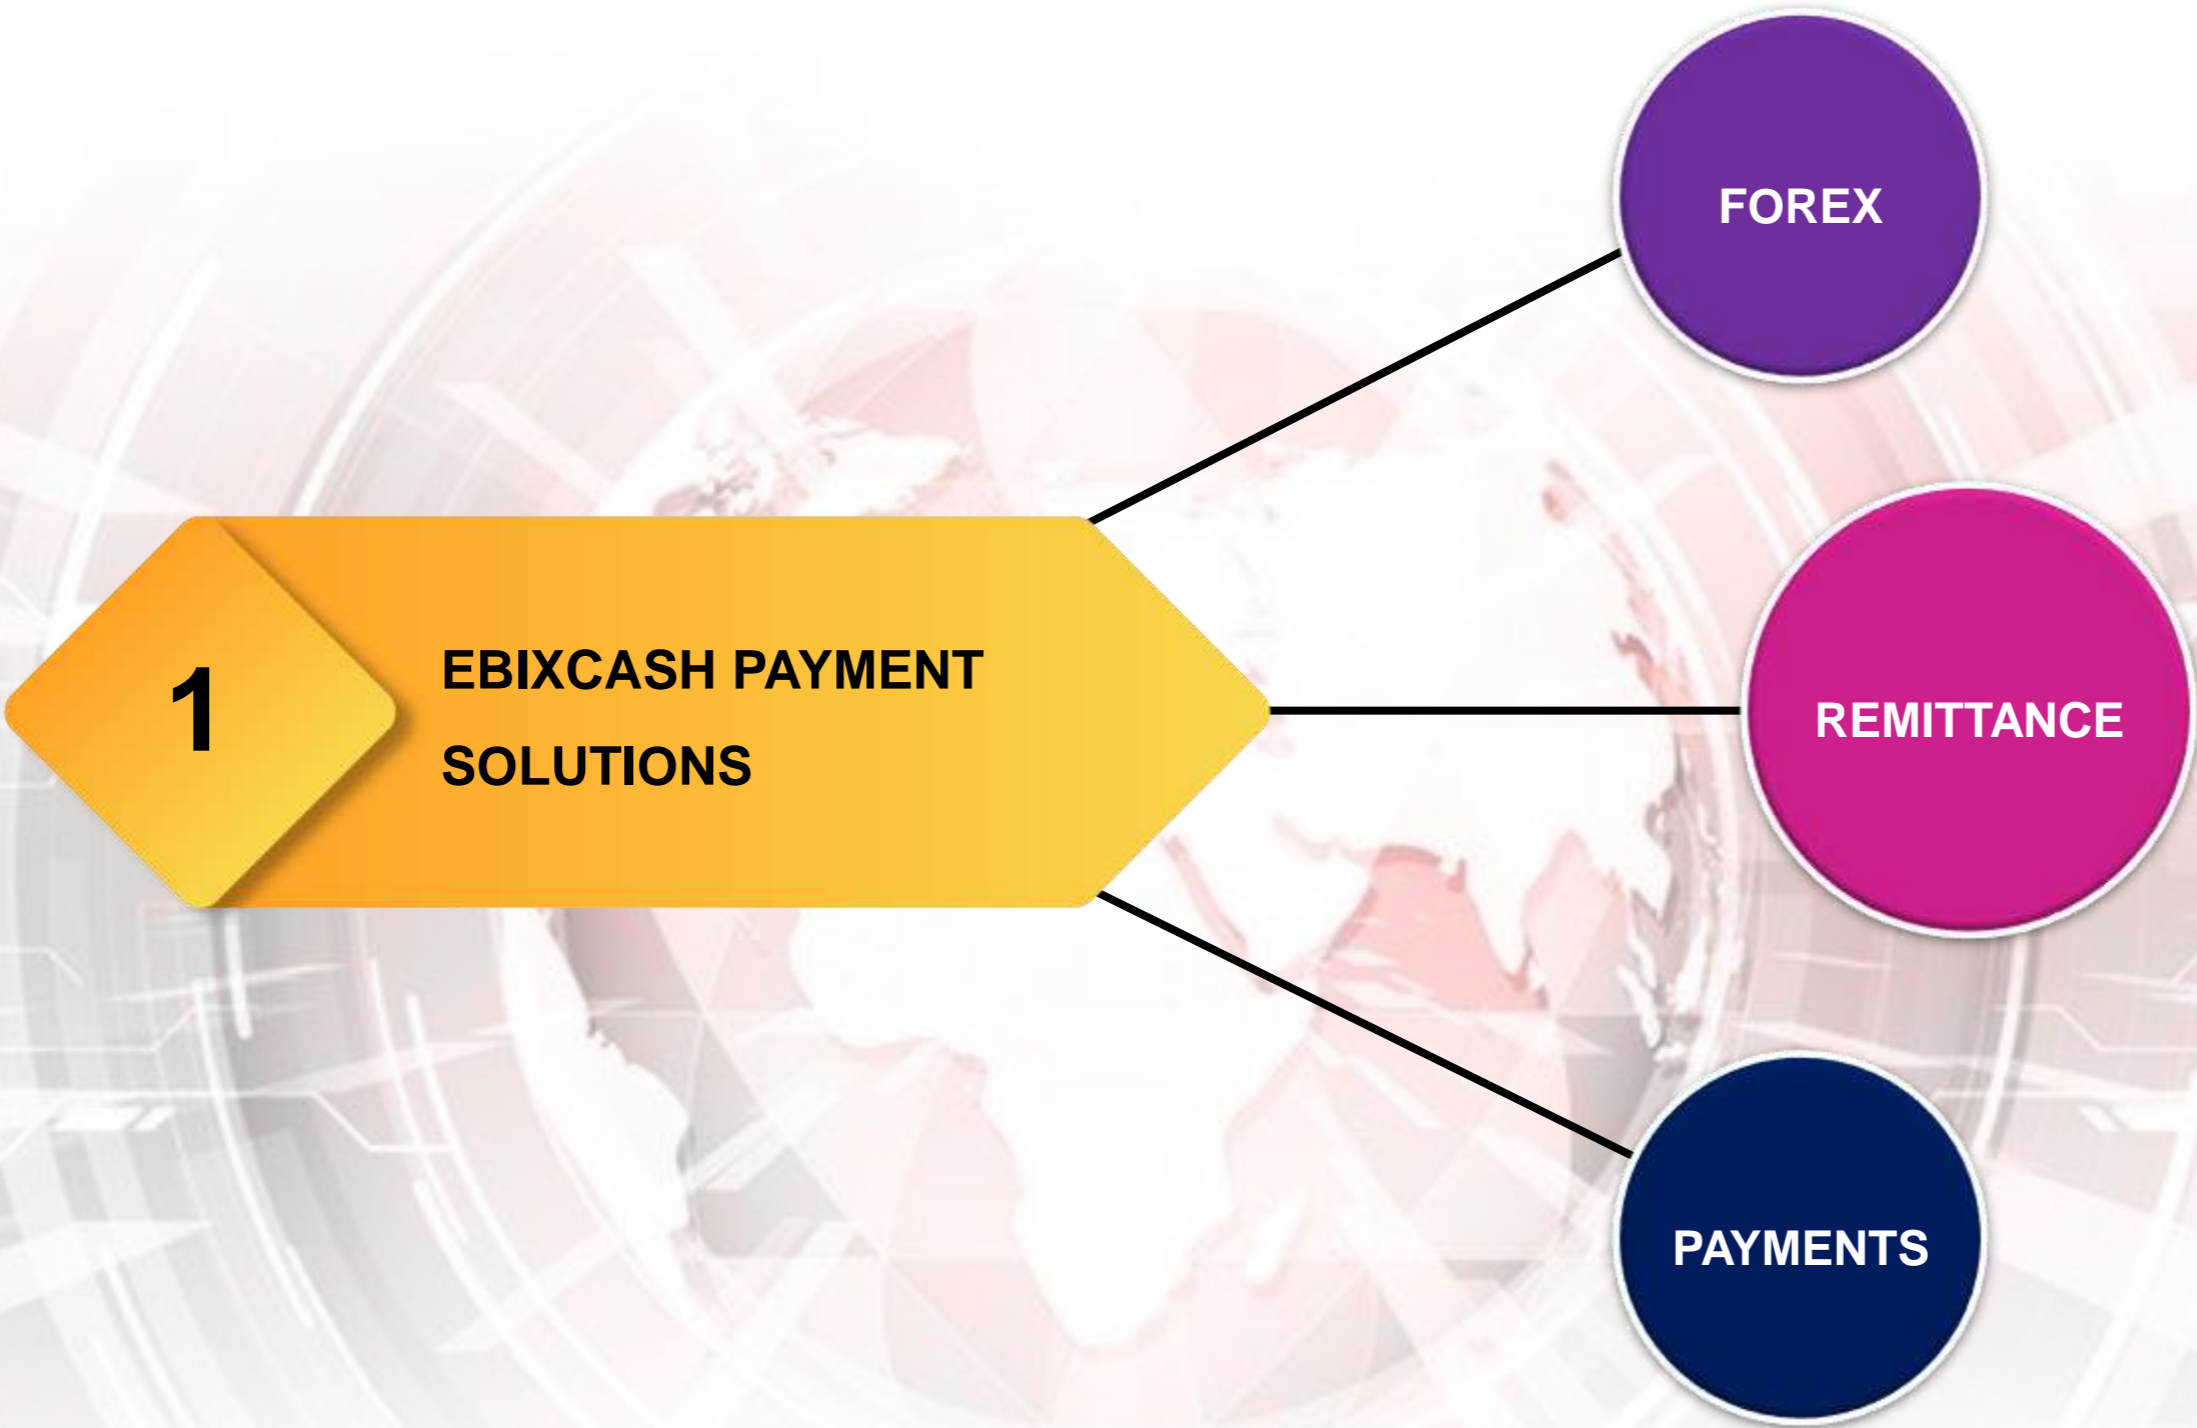 1
EBIXCASH PAYMENT
SOLUTIONS
FOREX
REMITTANCE
PAYMENTS